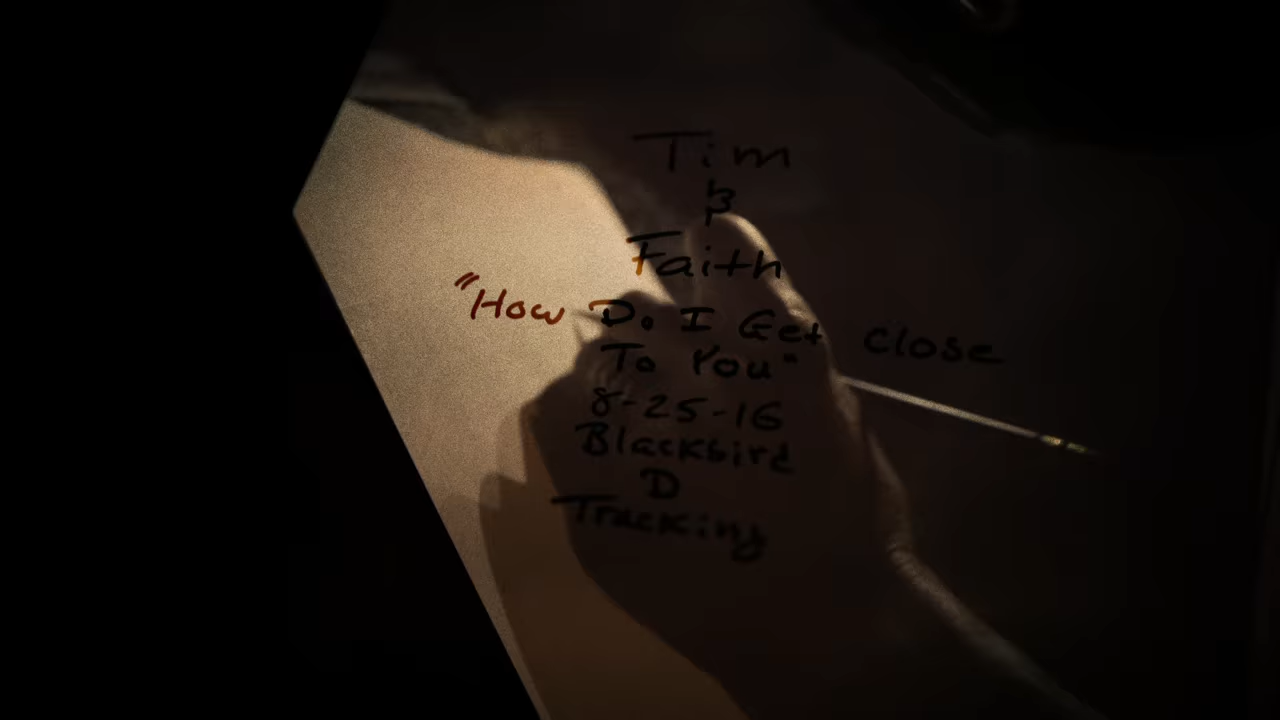 Tim
&
Faith
"How Do I Get close
To You"
8-25-16
Blackbird
D
Tracking